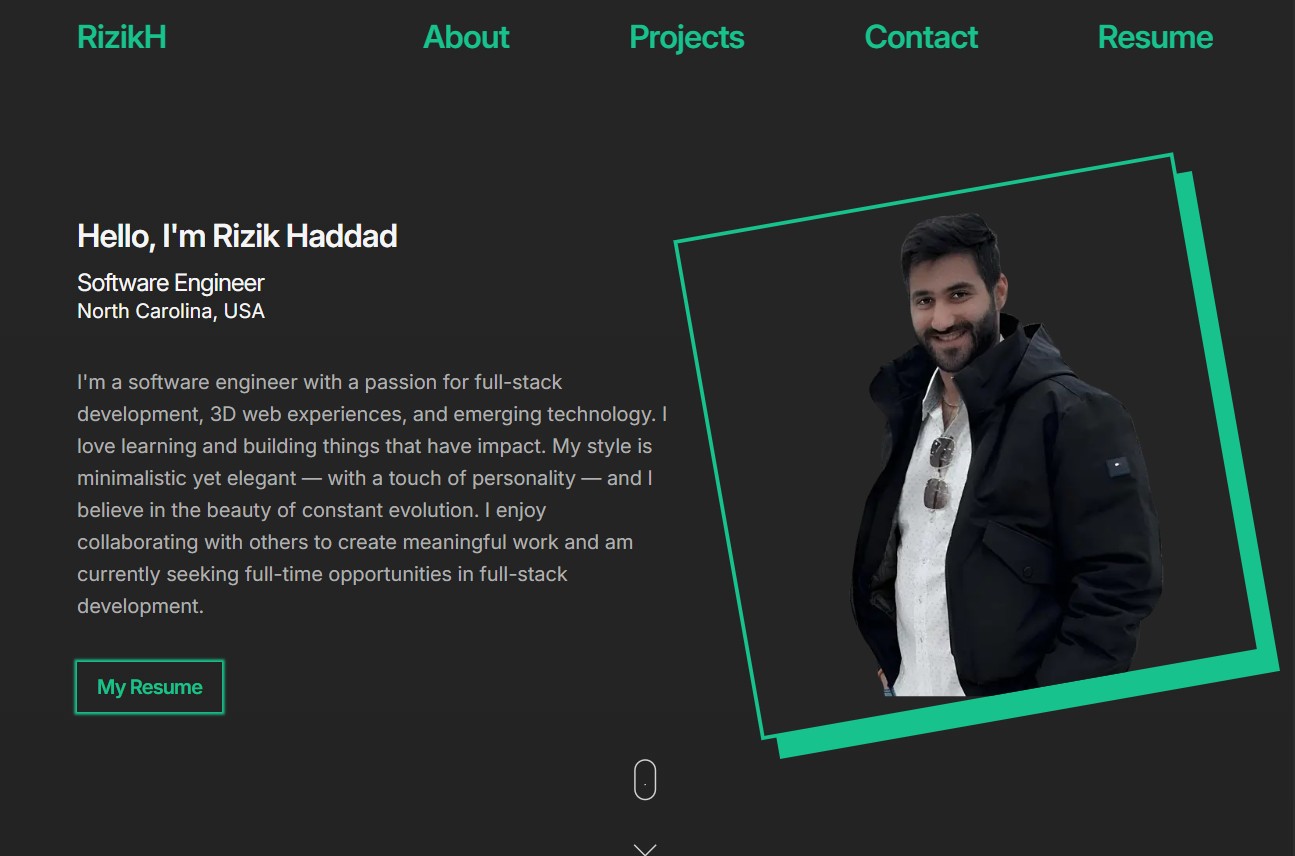 RizikH
About
Projects
Contact
Resume
Hello, I'm Rizik Haddad
Software Engineer
North Carolina, USA
I'm a software engineer with a passion for full-stack
development, 3D web experiences, and emerging technology. I
love learning and building things that have impact. My style is
minimalistic yet elegant — with a touch of personality — and I
believe in the beauty of constant evolution. I enjoy
collaborating with others to create meaningful work and am
currently seeking full-time opportunities in full-stack
development.
My Resume